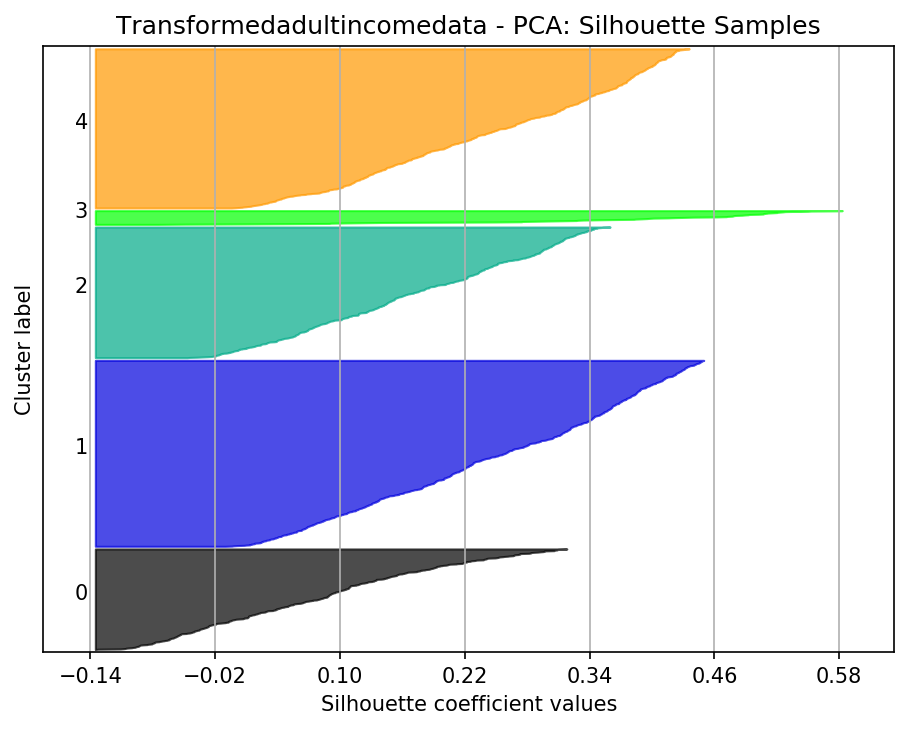 Transformedadultincomedata - PCA: Silhouette Samples
4
3
2
1
0
Cluster label
−0.14 −0.02 0.10 0.22 0.34 0.46 0.58
Silhouette coefficient values